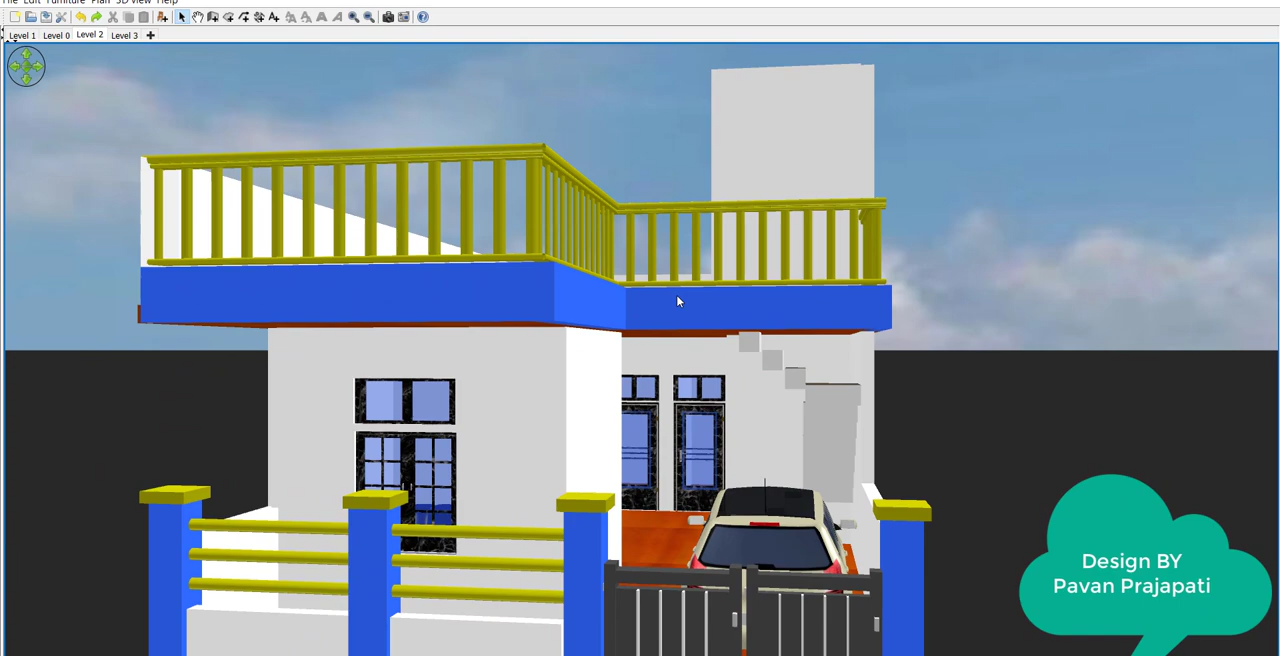 File Edit Furniture Plan 3D view Help
Level 1 Level 0 Level 2 Level 3
Design BY
Pavan Prajapati